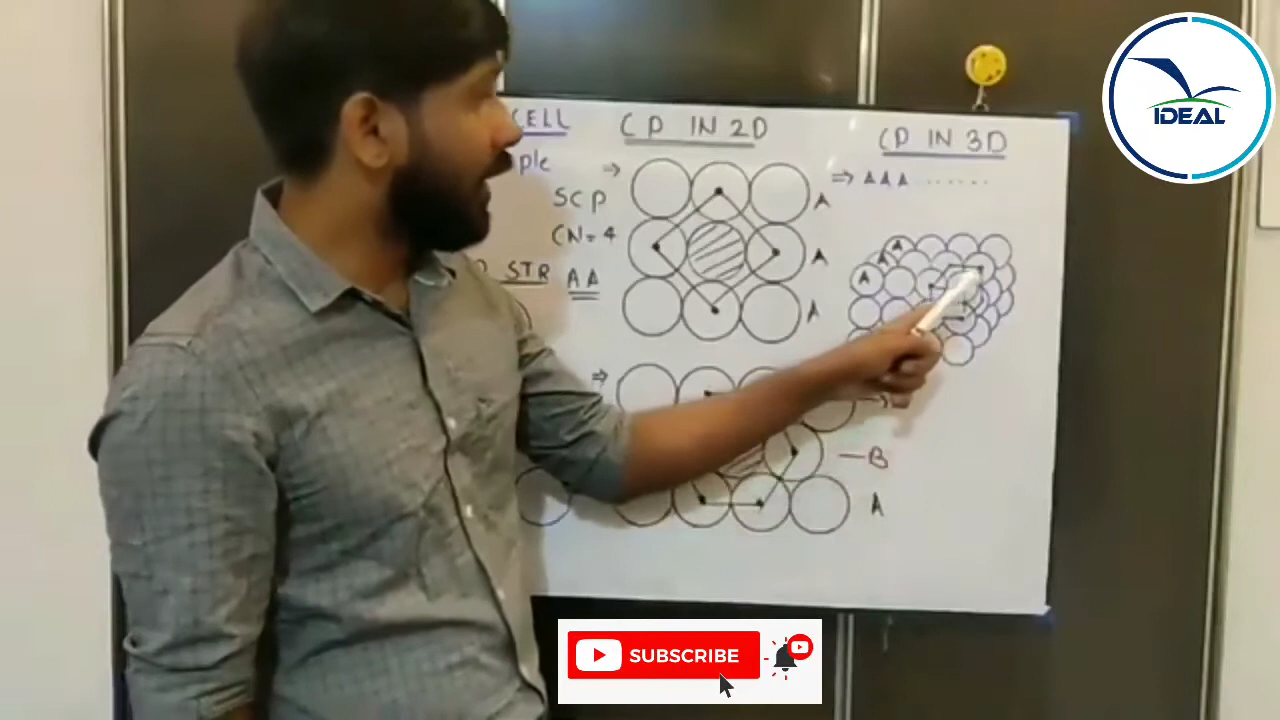 CELL
CP IN 2D
CP IN 3D
IDEAL
ple
⇒
⇒ A A A .......
SCP
A
CN = 4
A
A
A
A
STR AA
A
⇒
— B
A
SUBSCRIBE